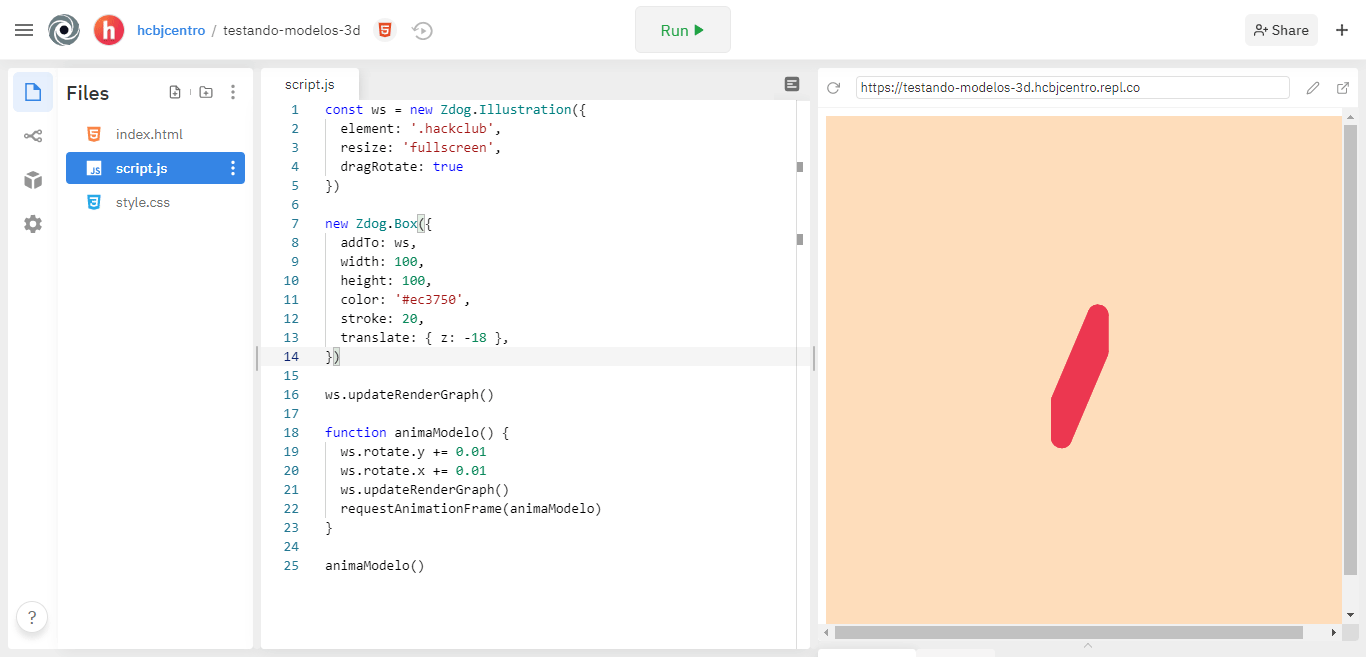 h hcbjcentro / testando-modelos-3d
Run
Share
Files
index.html
JS script.js
style.css
?
script.js
1 const ws = new Zdog.Illustration({
2 element: '.hackclub',
3 resize: 'fullscreen',
4 dragRotate: true
5 })
6
7 new Zdog.Box({
8 addTo: ws,
9 width: 100,
10 height: 100,
11 color: '#ec3750',
12 stroke: 20,
13 translate: { z: -18 },
14 })
15
16 ws.updateRenderGraph()
17
18 function animaModelo() {
19 ws.rotate.y += 0.01
20 ws.rotate.x += 0.01
21 ws.updateRenderGraph()
22 requestAnimationFrame(animaModelo)
23 }
24
25 animaModelo()
https://testando-modelos-3d.hcbjcentro.repl.co